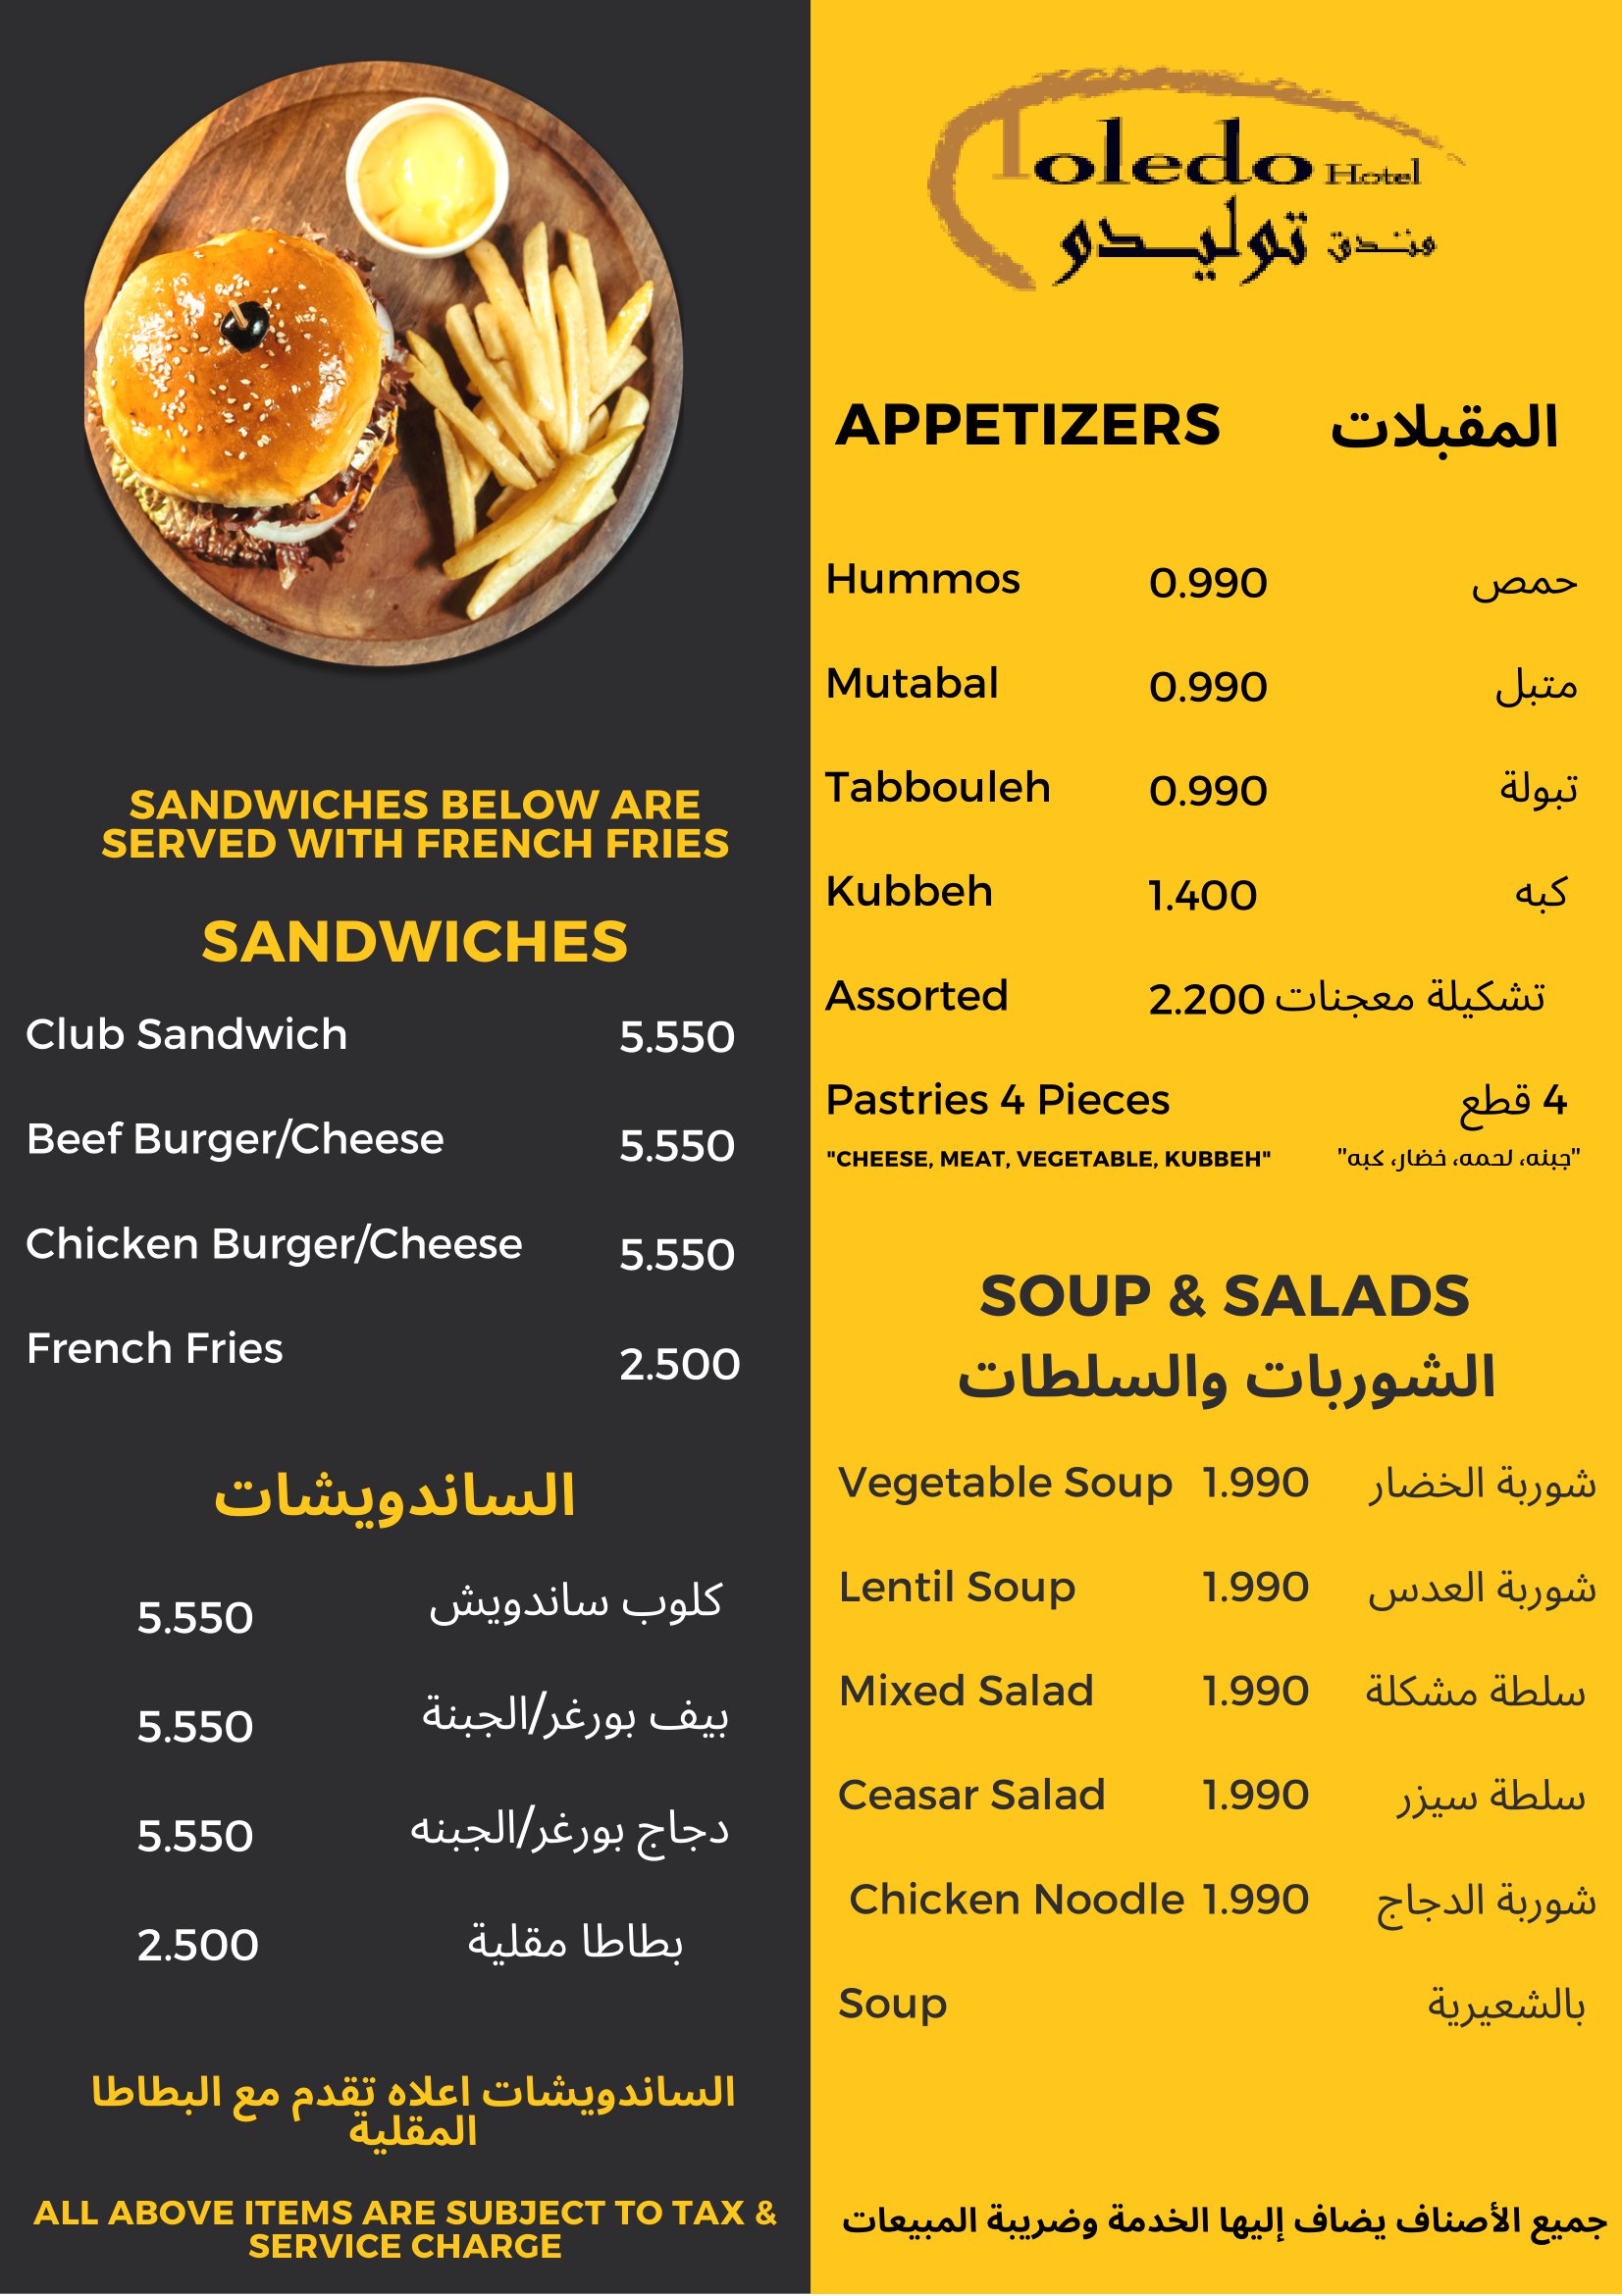 SANDWICHES BELOW ARE
SERVED WITH FRENCH FRIES
SANDWICHES
Club Sandwich 5.550
Beef Burger/Cheese 5.550
Chicken Burger/Cheese 5.550
French Fries 2.500
الساندويشات
كلوب ساندويش 5.550
بيف بورغر/الجبنة 5.550
دجاج بورغر/الجبنه 5.550
بطاطا مقلية 2.500
الساندويشات اعلاه تقدم مع البطاطا
المقلية
ALL ABOVE ITEMS ARE SUBJECT TO TAX &
SERVICE CHARGE
Toledo Hotel
فندق توليدو
APPETIZERS المقبلات
Hummos 0.990 حمص
Mutabal 0.990 متبل
Tabbouleh 0.990 تبولة
Kubbeh 1.400 كبه
Assorted 2.200 تشكيلة معجنات
Pastries 4 Pieces 4 قطع
"CHEESE, MEAT, VEGETABLE, KUBBEH" "جبنه، لحمه، خضار، كبه"
SOUP & SALADS
الشوربات والسلطات
Vegetable Soup 1.990 شوربة الخضار
Lentil Soup 1.990 شوربة العدس
Mixed Salad 1.990 سلطة مشكلة
Ceasar Salad 1.990 سلطة سيزر
Chicken Noodle 1.990 شوربة الدجاج
Soup بالشعيرية
جميع الأصناف يضاف إليها الخدمة وضريبة المبيعات